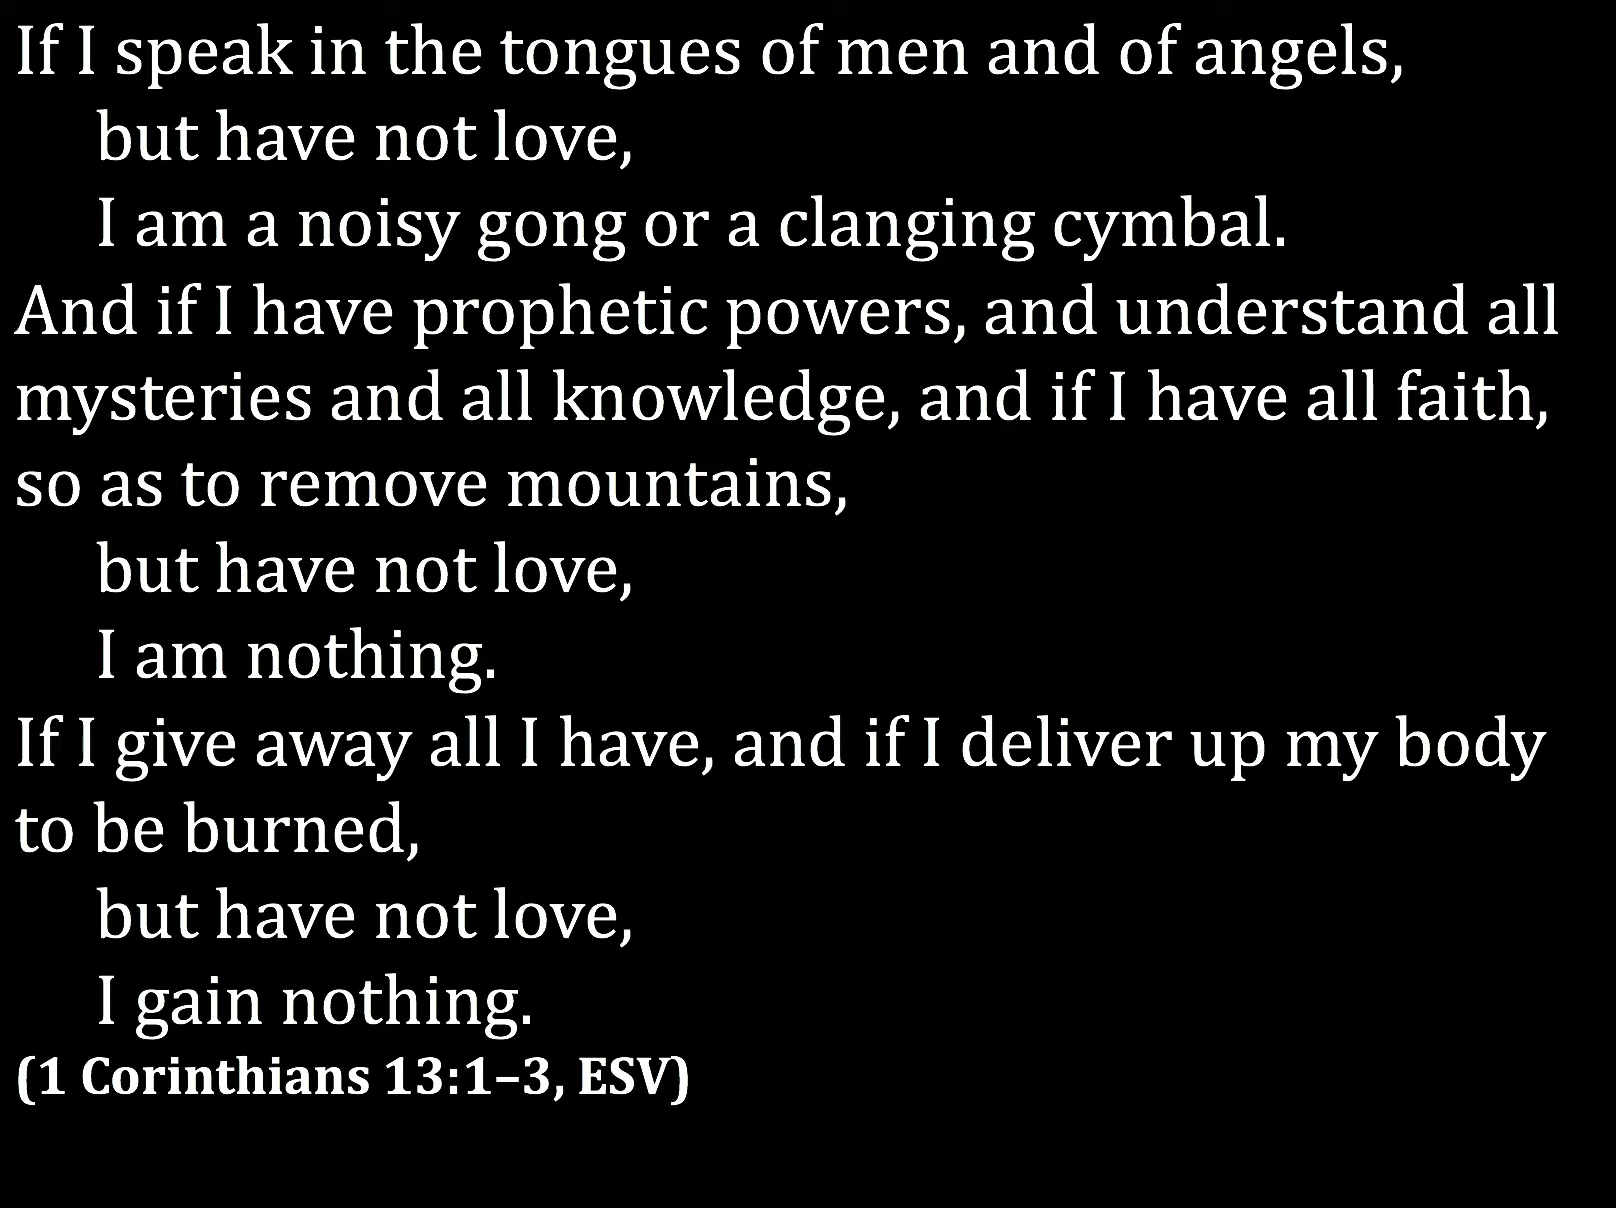 If I speak in the tongues of men and of angels,
but have not love,
I am a noisy gong or a clanging cymbal.
And if I have prophetic powers, and understand all
mysteries and all knowledge, and if I have all faith,
so as to remove mountains,
but have not love,
I am nothing.
If I give away all I have, and if I deliver up my body
to be burned,
but have not love,
I gain nothing.
(1 Corinthians 13:1–3, ESV)